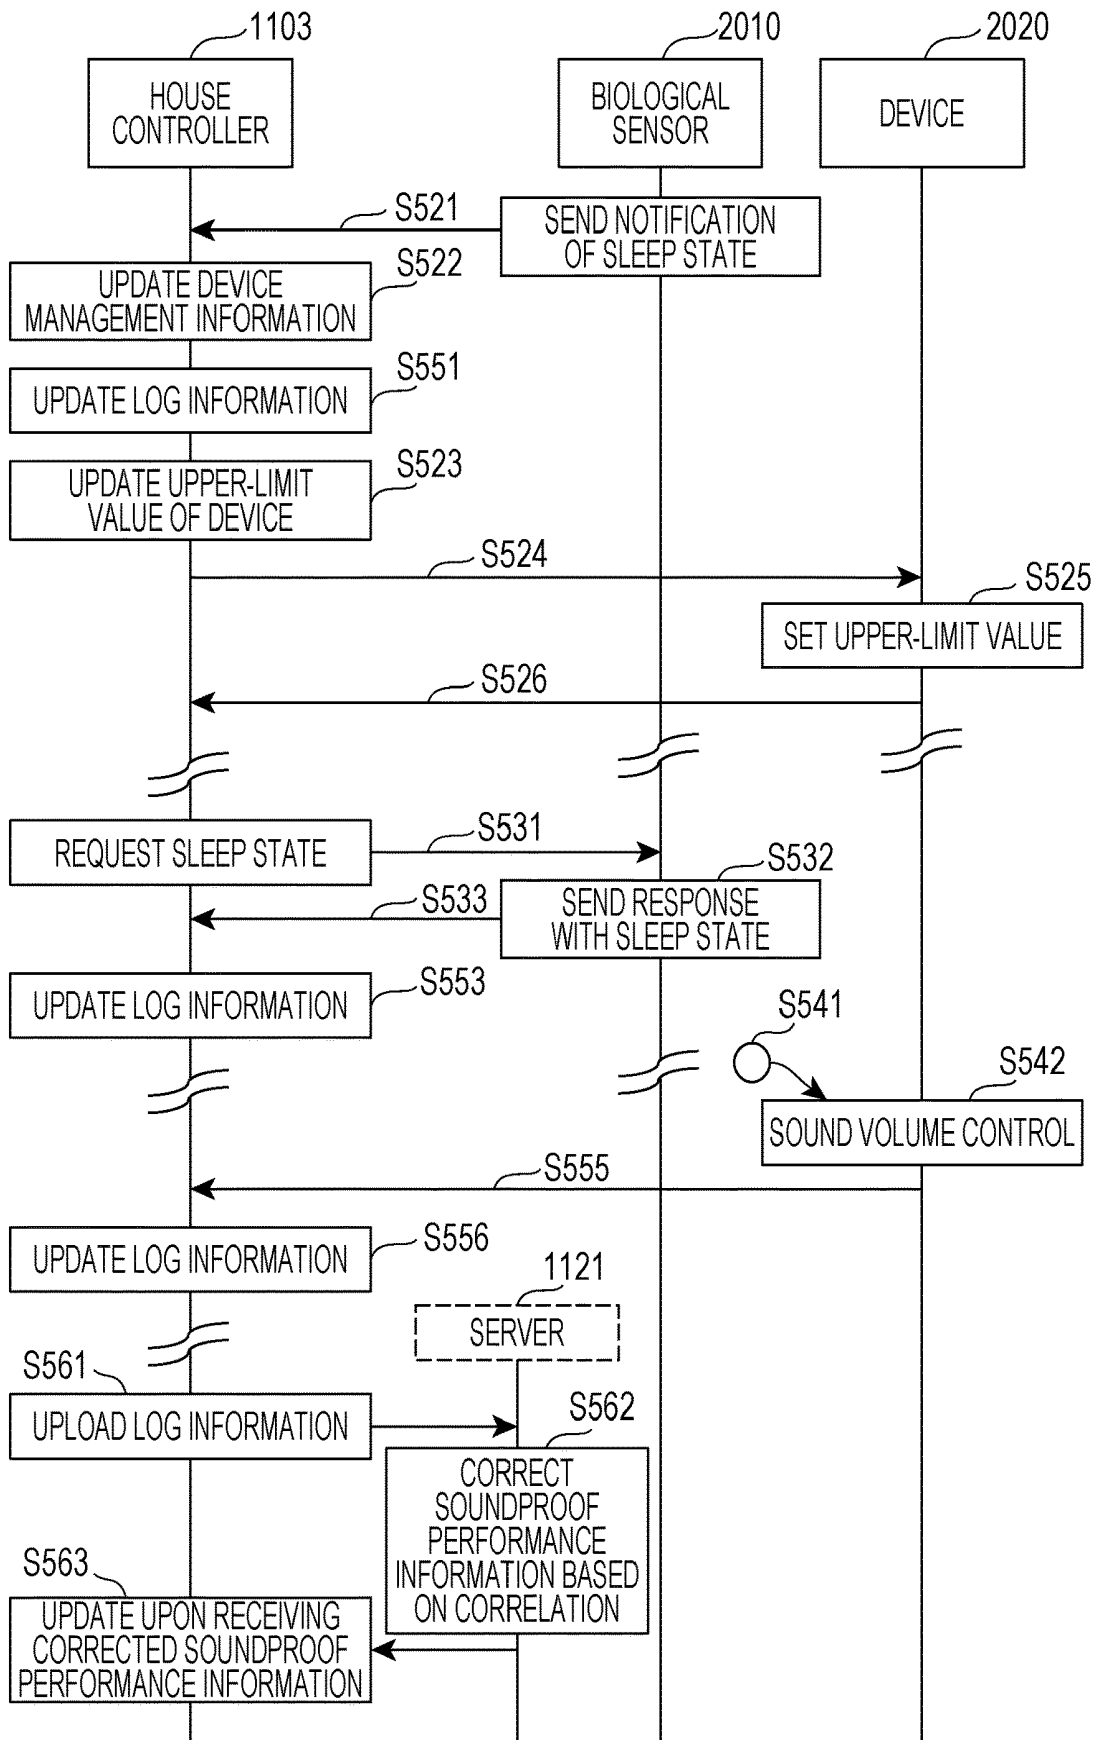 1103
2010
2020
HOUSE
CONTROLLER
BIOLOGICAL
SENSOR
DEVICE
S521
SEND NOTIFICATION
OF SLEEP STATE
S522
UPDATE DEVICE
MANAGEMENT INFORMATION
S551
UPDATE LOG INFORMATION
S523
UPDATE UPPER-LIMIT
VALUE OF DEVICE
S524
S525
SET UPPER-LIMIT VALUE
S526
REQUEST SLEEP STATE
S531
S532
SEND RESPONSE
WITH SLEEP STATE
S533
S553
UPDATE LOG INFORMATION
S541
S542
SOUND VOLUME CONTROL
S555
S556
UPDATE LOG INFORMATION
1121
SERVER
S561
UPLOAD LOG INFORMATION
S562
CORRECT
SOUNDPROOF
PERFORMANCE
INFORMATION BASED
ON CORRELATION
S563
UPDATE UPON RECEIVING
CORRECTED SOUNDPROOF
PERFORMANCE INFORMATION